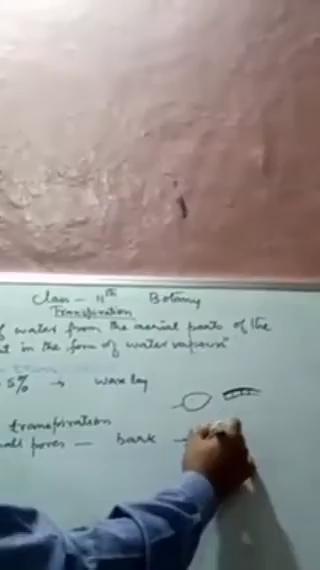 Class - 11th Botany
Transpiration
of water from the aerial parts of the
in the form of water vapours"
5% → wax lay
transpiration
all pores — bark →